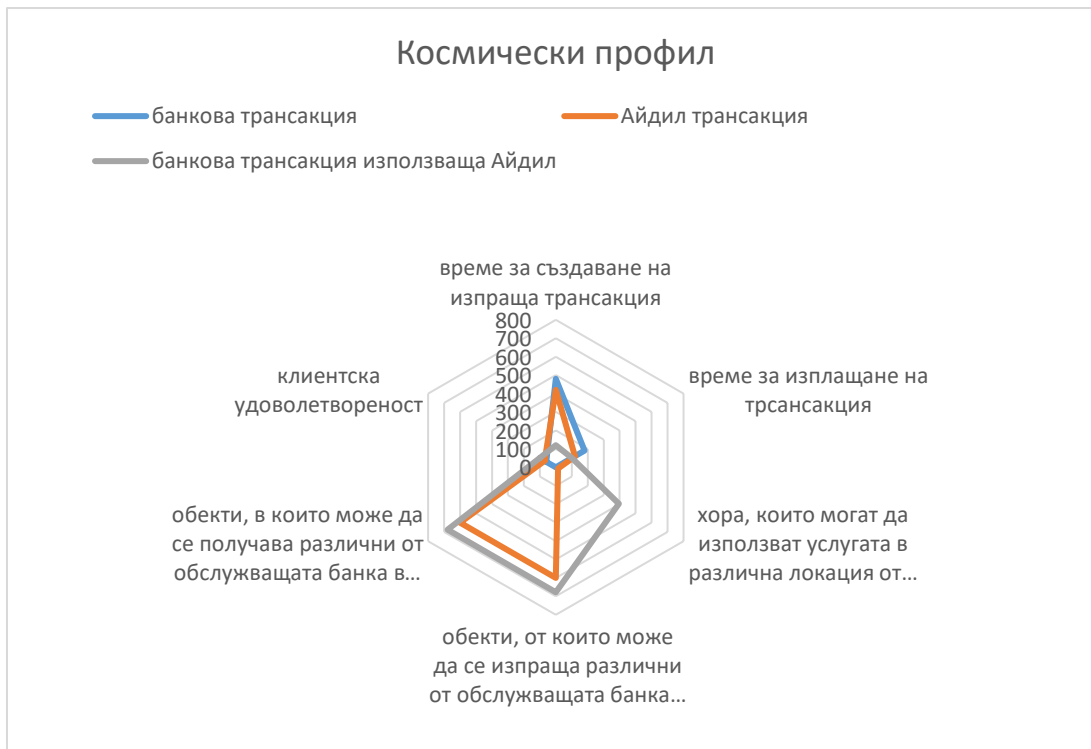 Космически профил
банкова трансакция
Айдил трансакция
банкова трансакция използваща Айдил
време за създаване на
изпраща трансакция
800
700
600
500
400
300
200
100
0
време за изплащане на
трсансакция
хора, които могат да
използват услугата в
различна локация от…
обекти, от които може
да се изпраща различни
от обслужващата банка…
обекти, в които може да
се получава различни от
обслужващата банка в…
клиентска
удоволетвореност